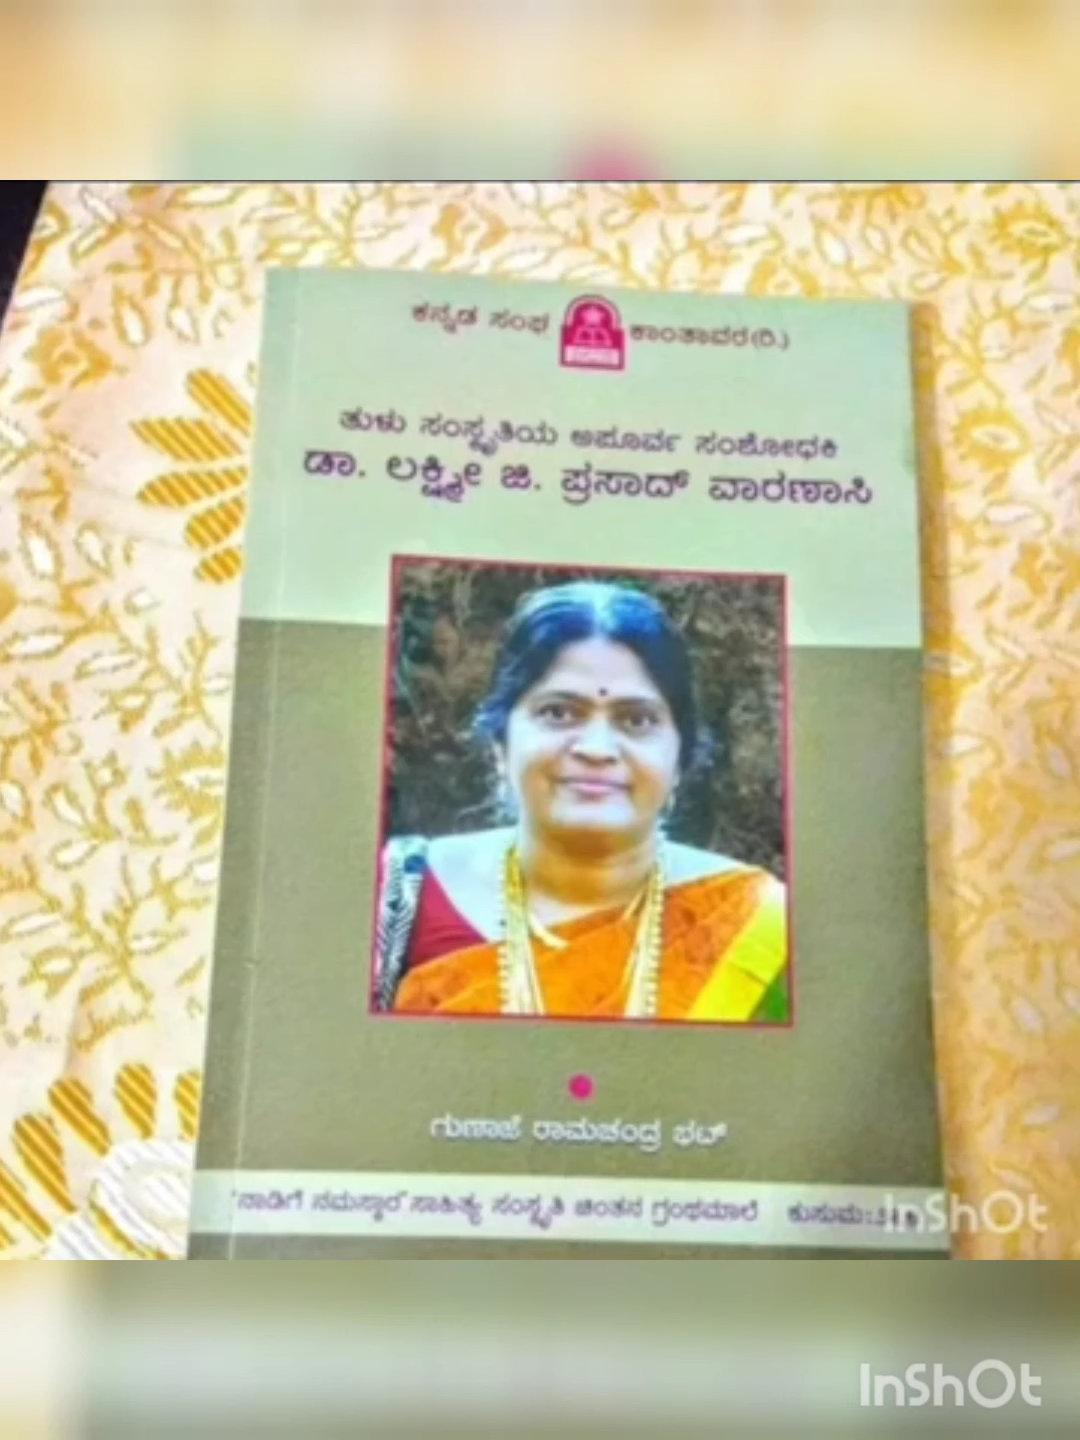 ಕನ್ನಡ ಸಂಘ ಕಾಂತಾವರ(ರಿ.)
ತುಳು ಸಂಸ್ಕೃತಿಯ ಅಪೂರ್ವ ಸಂಶೋಧಕಿ
ಡಾ. ಲಕ್ಷ್ಮೀ ಜಿ. ಪ್ರಸಾದ್ ವಾರಣಾಸಿ
ಗುಣಾಜೆ ರಾಮಚಂದ್ರ ಭಟ್
'ನಾಡಿಗೆ ನಮಸ್ಕಾರ' ಸಾಹಿತ್ಯ ಸಂಸ್ಕೃತಿ ಚಿಂತನ ಗ್ರಂಥಮಾಲೆ ಕುಸುಮ:
InShOt
InShOt